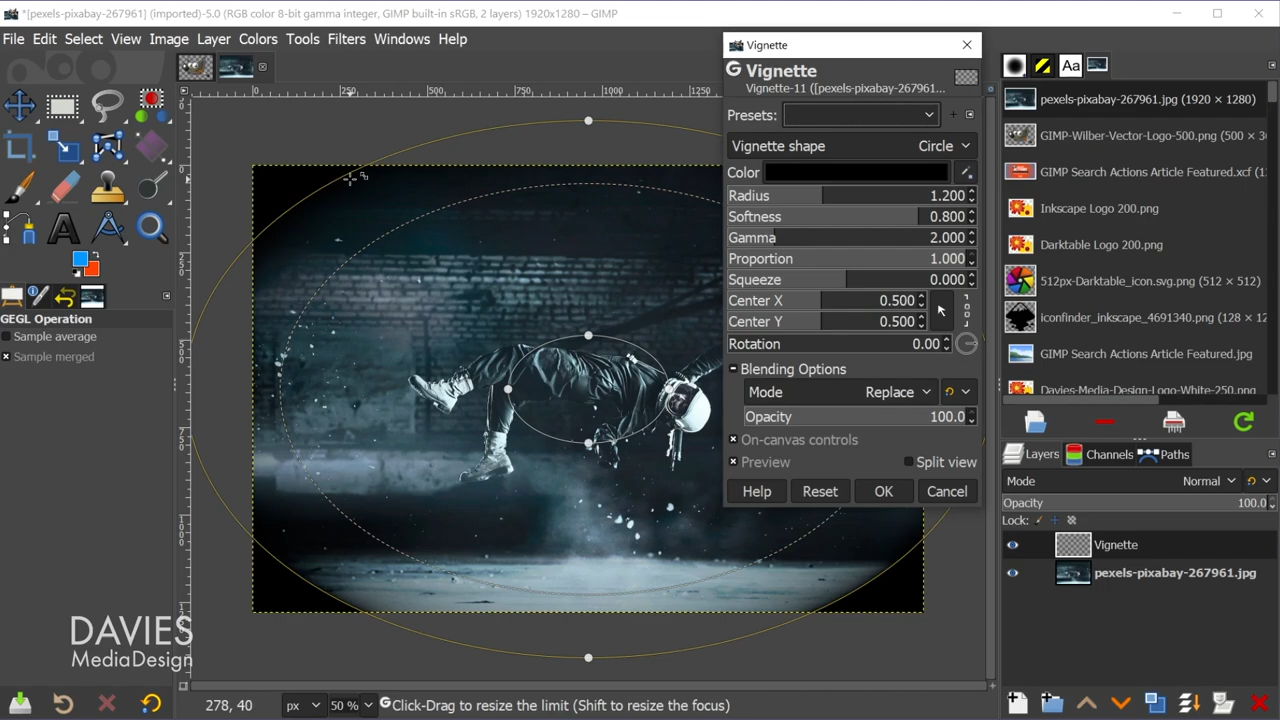 *[pexels-pixabay-267961] (imported)-5.0 (RGB color 8-bit gamma integer, GIMP built-in sRGB, 2 layers) 1920x1280 – GIMP
File Edit Select View Image Layer Colors Tools Filters Windows Help
Vignette
Vignette
Vignette-11 ([pexels-pixabay-267961...
Presets:
Vignette shape Circle
Color
Radius 1.200
Softness 0.800
Gamma 2.000
Proportion 1.000
Squeeze 0.000
Center X 0.500
Center Y 0.500
Rotation 0.00
Blending Options
Mode Replace
Opacity 100.0
On-canvas controls
Preview Split view
Help Reset OK Cancel
0 500 750 1000 1250
GEGL Operation
Sample average
Sample merged
DAVIES
MediaDesign
Aa
pexels-pixabay-267961.jpg (1920 × 1280)
GIMP-Wilber-Vector-Logo-500.png (500 × 3
GIMP Search Actions Article Featured.xcf (1
Inkscape Logo 200.png
Darktable Logo 200.png
512px-Darktable_icon.svg.png (512 × 512)
iconfinder_inkscape_4691340.png (128 × 12
GIMP Search Actions Article Featured.jpg
Davies-Media-Design-Logo-White-250.png
Layers Channels Paths
Mode Normal
Opacity 100.0
Lock:
Vignette
pexels-pixabay-267961.jpg
278, 40 px 50 % Click-Drag to resize the limit (Shift to resize the focus)